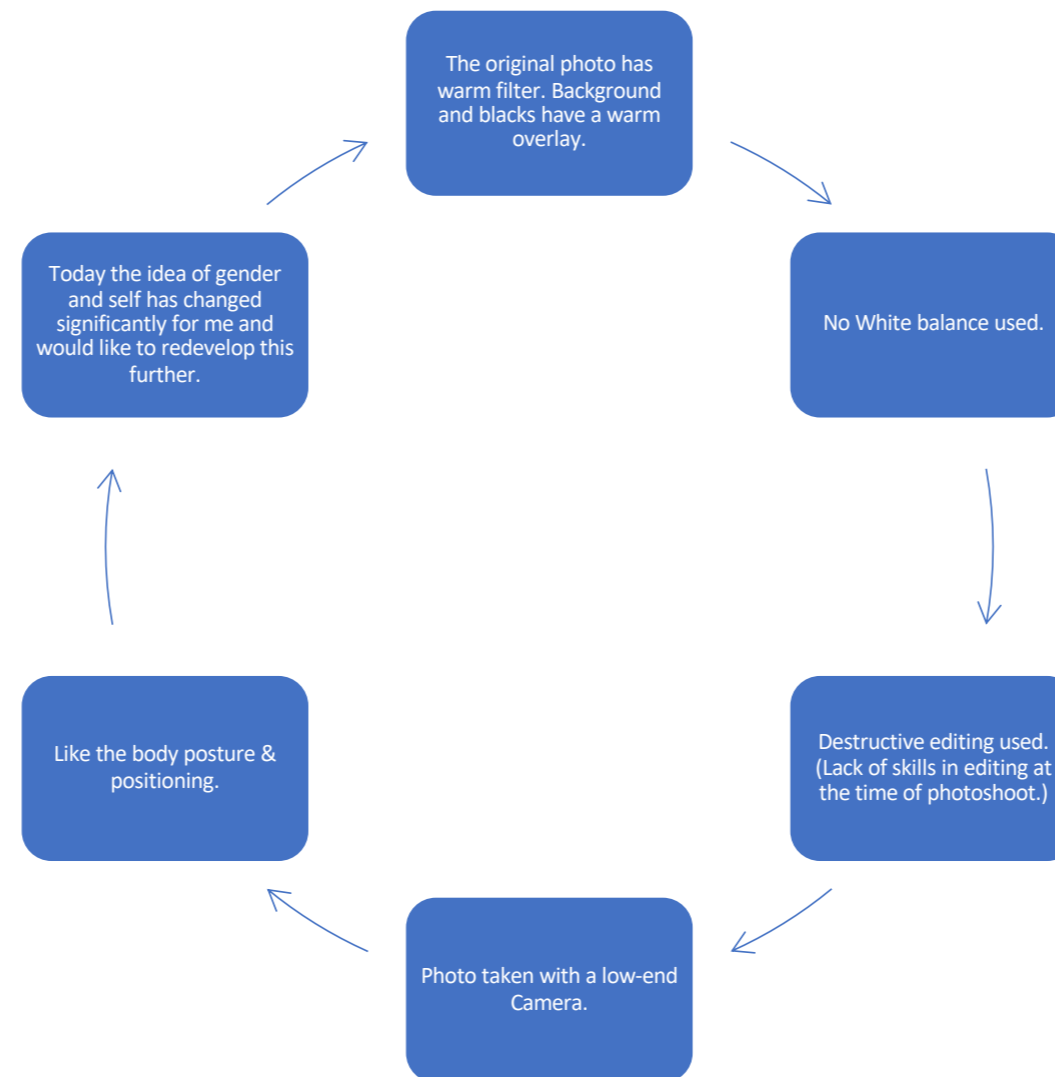 The original photo has
warm filter. Background
and blacks have a warm
overlay.
No White balance used.
Destructive editing used.
(Lack of skills in editing at
the time of photoshoot.)
Photo taken with a low-end
Camera.
Like the body posture &
positioning.
Today the idea of gender
and self has changed
significantly for me and
would like to redevelop this
further.